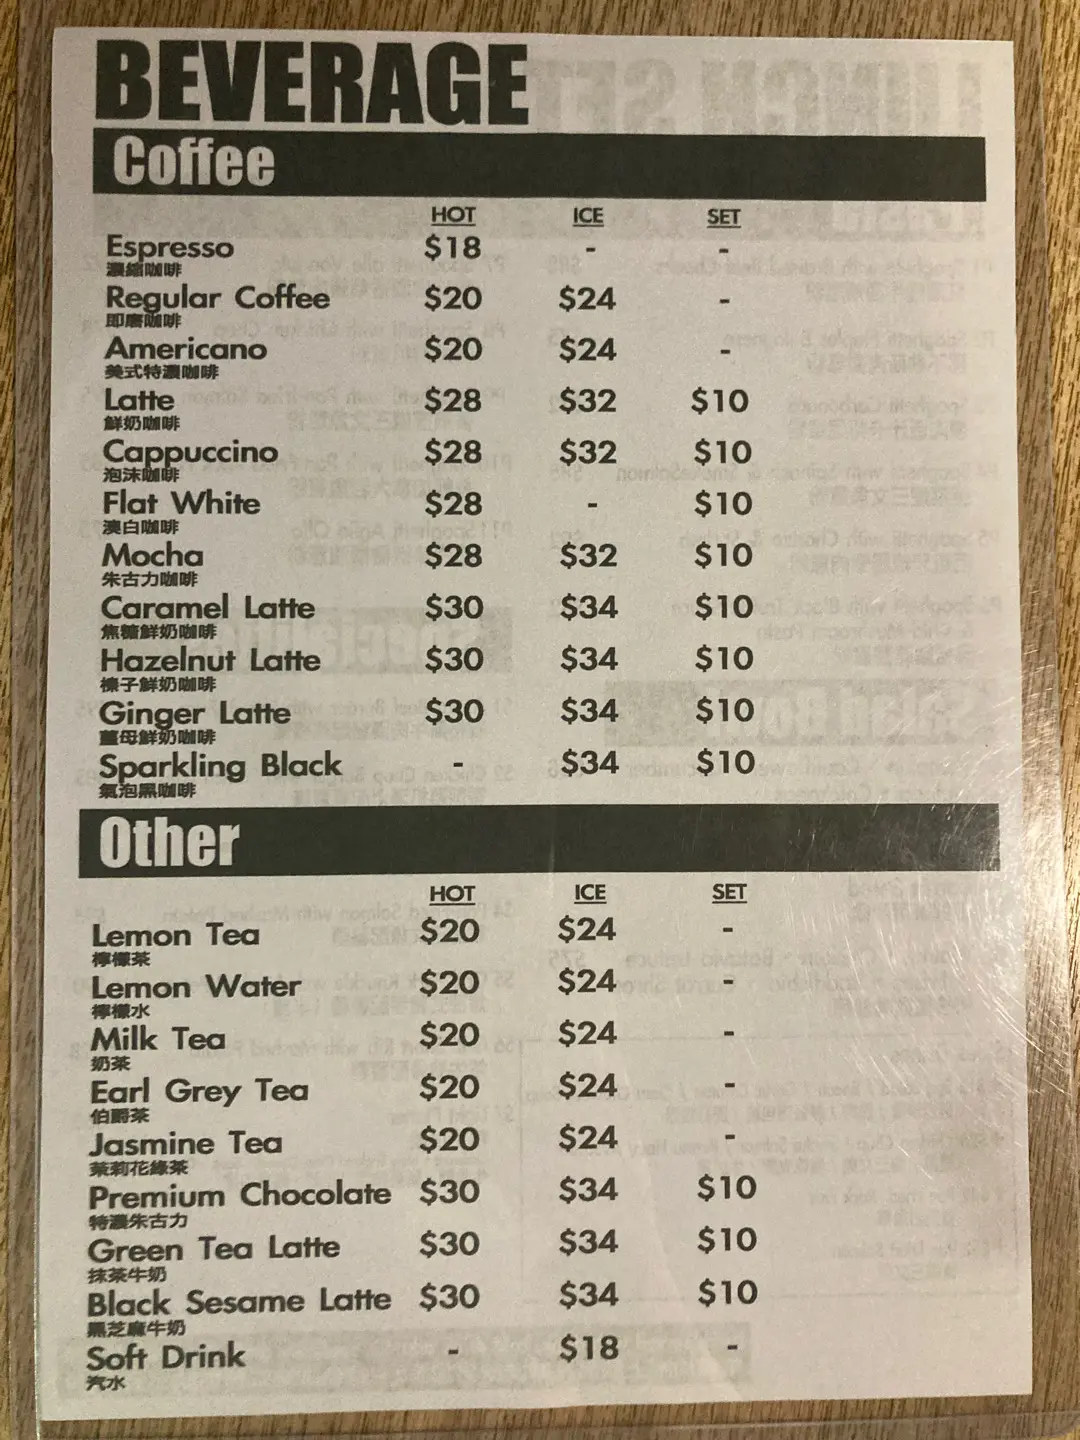 BEVERAGE
Coffee
HOT ICE SET
Espresso $18 - -
濃縮咖啡
Regular Coffee $20 $24 -
即磨咖啡
Americano $20 $24 -
美式特濃咖啡
Latte $28 $32 $10
鮮奶咖啡
Cappuccino $28 $32 $10
泡沫咖啡
Flat White $28 - $10
澳白咖啡
Mocha $28 $32 $10
朱古力咖啡
Caramel Latte $30 $34 $10
焦糖鮮奶咖啡
Hazelnut Latte $30 $34 $10
榛子鮮奶咖啡
Ginger Latte $30 $34 $10
薑母鮮奶咖啡
Sparkling Black - $34 $10
氣泡黑咖啡
Other
HOT ICE SET
Lemon Tea $20 $24 -
檸檬茶
Lemon Water $20 $24 -
檸檬水
Milk Tea $20 $24 -
奶茶
Earl Grey Tea $20 $24 -
伯爵茶
Jasmine Tea $20 $24 -
茉莉花綠茶
Premium Chocolate $30 $34 $10
特濃朱古力
Green Tea Latte $30 $34 $10
抹茶牛奶
Black Sesame Latte $30 $34 $10
黑芝麻牛奶
Soft Drink - $18 -
汽水